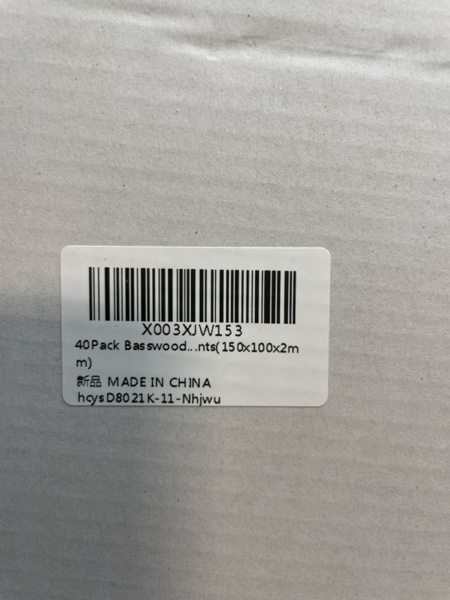 X003XJW153
40Pack Basswood...nts(150x100x2m
m)
新品 MADE IN CHINA
hcysD8021K-11-Nhjwu